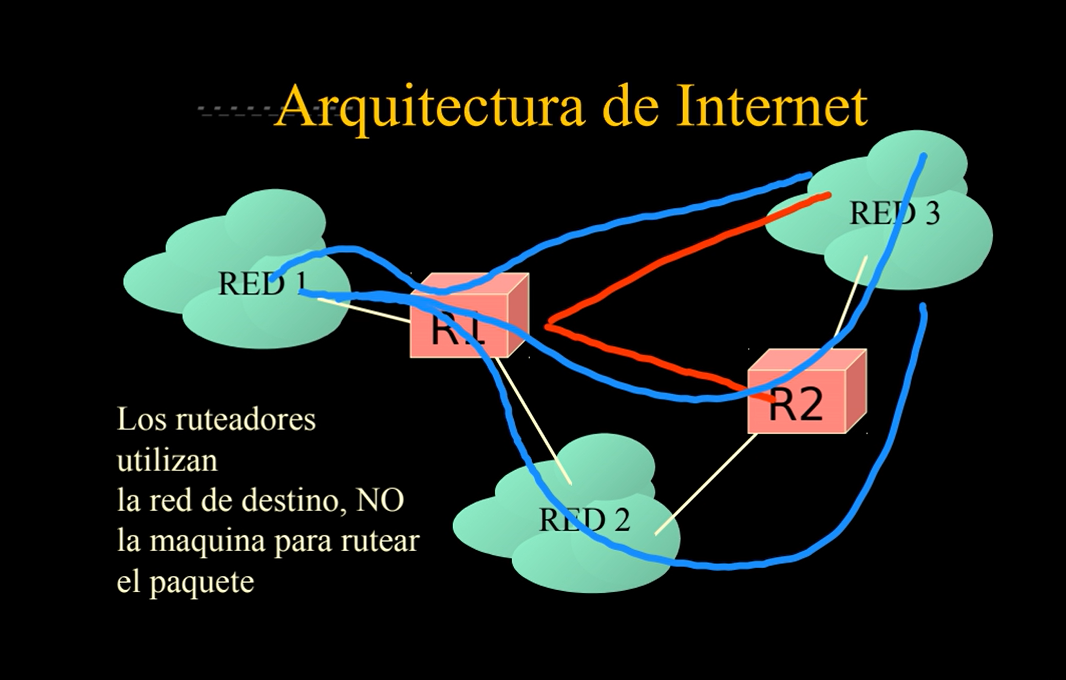 Arquitectura de Internet
RED 3
RED 1
R1
R2
Los ruteadores
utilizan
la red de destino, NO
la maquina para rutear
el paquete
RED 2